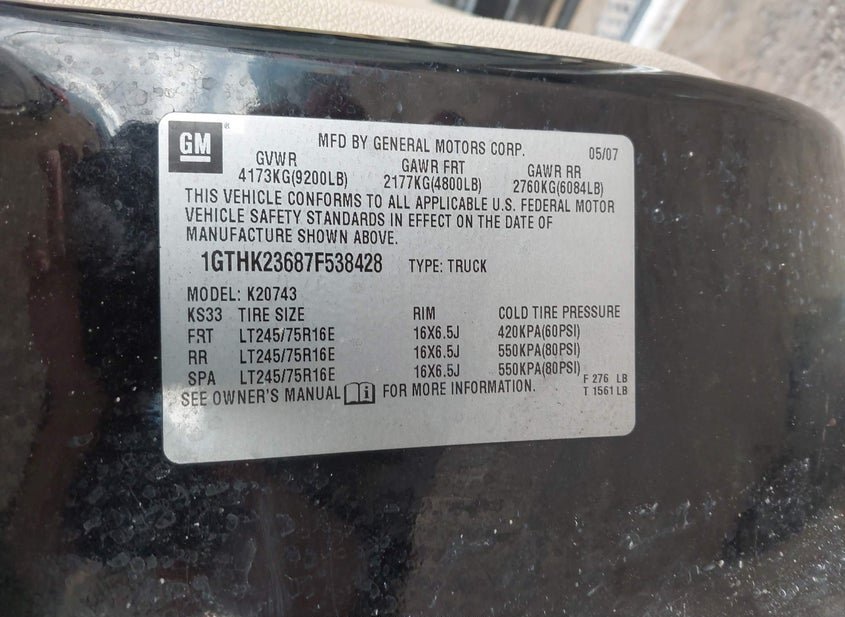 GM ®
MFD BY GENERAL MOTORS CORP. 05/07
GVWR GAWR FRT GAWR RR
4173KG(9200LB) 2177KG(4800LB) 2760KG(6084LB)
THIS VEHICLE CONFORMS TO ALL APPLICABLE U.S. FEDERAL MOTOR
VEHICLE SAFETY STANDARDS IN EFFECT ON THE DATE OF
MANUFACTURE SHOWN ABOVE.
1GTHK23687F538428 TYPE: TRUCK
MODEL: K20743
KS33 TIRE SIZE RIM COLD TIRE PRESSURE
FRT LT245/75R16E 16X6.5J 420KPA(60PSI)
RR LT245/75R16E 16X6.5J 550KPA(80PSI)
SPA LT245/75R16E 16X6.5J 550KPA(80PSI)
SEE OWNER'S MANUAL i FOR MORE INFORMATION.
F 276 LB
T 1561 LB